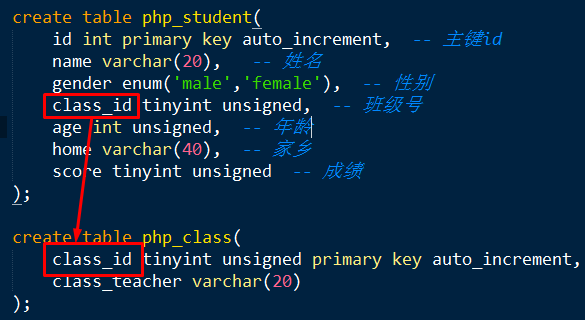 create table php_student(
id int primary key auto_increment,  -- 主键id
name varchar(20),   -- 姓名
gender enum('male','female'),  -- 性别
class_id tinyint unsigned,  -- 班级号
age int unsigned,  -- 年龄
home varchar(40),  -- 家乡
score tinyint unsigned  -- 成绩
);
create table php_class(
class_id tinyint unsigned primary key auto_increment,
class_teacher varchar(20)
);